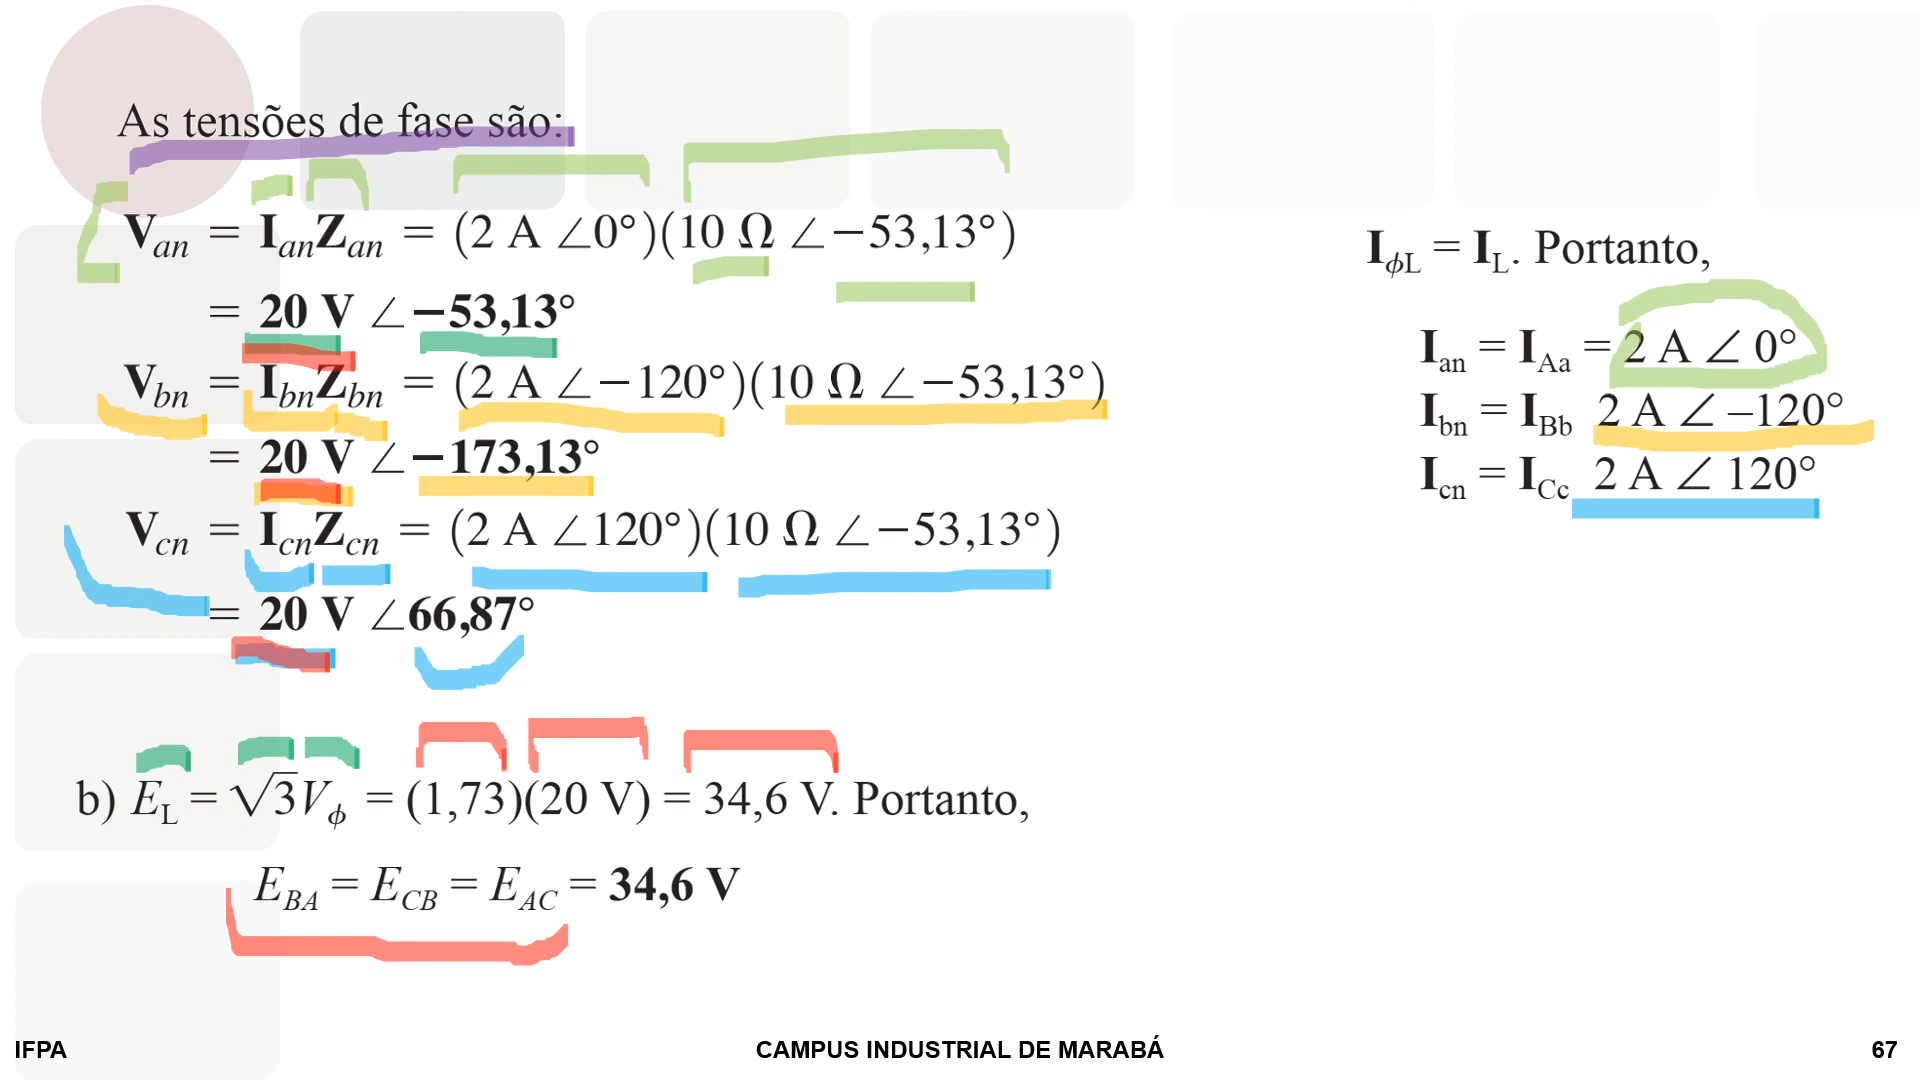 As tensões de fase são:
V_an = I_an Z_an = (2 A ∠0°)(10 Ω ∠−53,13°)
= 20 V ∠−53,13°
V_bn = I_bn Z_bn = (2 A ∠−120°)(10 Ω ∠−53,13°)
= 20 V ∠−173,13°
V_cn = I_cn Z_cn = (2 A ∠120°)(10 Ω ∠−53,13°)
= 20 V ∠66,87°
b) E_L = √3V_ϕ = (1,73)(20 V) = 34,6 V. Portanto,
E_BA = E_CB = E_AC = 34,6 V
I_ϕL = I_L. Portanto,
I_an = I_Aa = 2 A ∠ 0°
I_bn = I_Bb 2 A ∠ –120°
I_cn = I_Cc 2 A ∠ 120°
IFPA
CAMPUS INDUSTRIAL DE MARABÁ
67